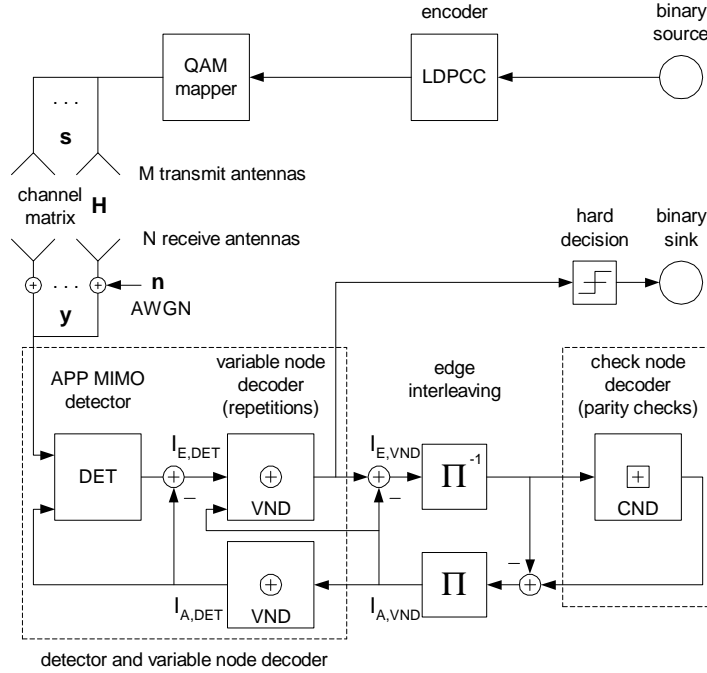 encoder
binary
source
QAM
mapper
LDPCC
. . .
s
M transmit antennas
channel
matrix
H
N receive antennas
hard
decision
binary
sink
+ . . . +
n
y
AWGN
APP MIMO
detector
variable node
decoder
(repetitions)
edge
interleaving
check node
decoder
(parity checks)
I_E,DET
I_E,VND
DET
+
−
+
VND
+
−
Π^-1
+
CND
+
VND
I_A,DET
I_A,VND
Π
−
+
detector and variable node decoder